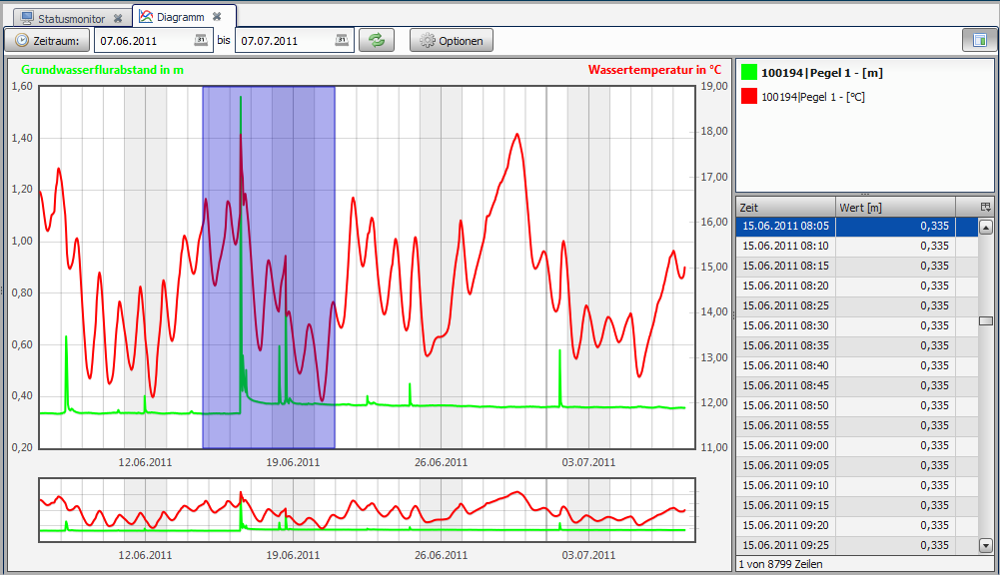 Statusmonitor Diagramm
Zeitraum: 07.06.2011 31 bis 07.07.2011 31 Optionen
Grundwasserflurabstand in m Wassertemperatur in °C
1,60
1,40
1,20
1,00
0,80
0,60
0,40
0,20
19,00
18,00
17,00
16,00
15,00
14,00
13,00
12,00
11,00
12.06.2011 19.06.2011 26.06.2011 03.07.2011
12.06.2011 19.06.2011 26.06.2011 03.07.2011
100194|Pegel 1 - [m]
100194|Pegel 1 - [°C]
Zeit Wert [m]
15.06.2011 08:05 0,335
15.06.2011 08:10 0,335
15.06.2011 08:15 0,335
15.06.2011 08:20 0,335
15.06.2011 08:25 0,335
15.06.2011 08:30 0,335
15.06.2011 08:35 0,335
15.06.2011 08:40 0,335
15.06.2011 08:45 0,335
15.06.2011 08:50 0,335
15.06.2011 08:55 0,335
15.06.2011 09:00 0,335
15.06.2011 09:05 0,335
15.06.2011 09:10 0,335
15.06.2011 09:15 0,335
15.06.2011 09:20 0,335
15.06.2011 09:25 0,335
1 von 8799 Zeilen